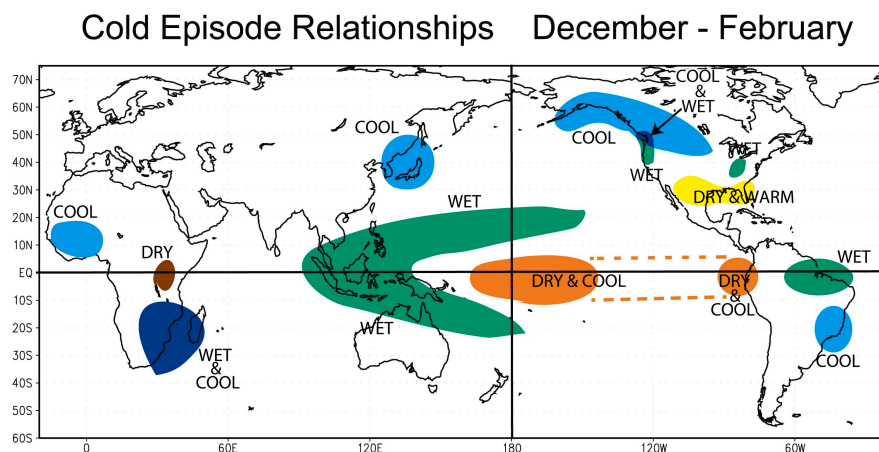 Cold Episode Relationships December - February
70N
60N
50N
40N
30N
20N
10N
EQ
10S
20S
30S
40S
50S
60S
0
60E
120E
180
120W
60W
COOL
&
WET
COOL
COOL
WET
WET
WET
DRY & WARM
COOL
DRY
WET
DRY & COOL
DRY
&
COOL
WET
WET
WET
&
COOL
COOL